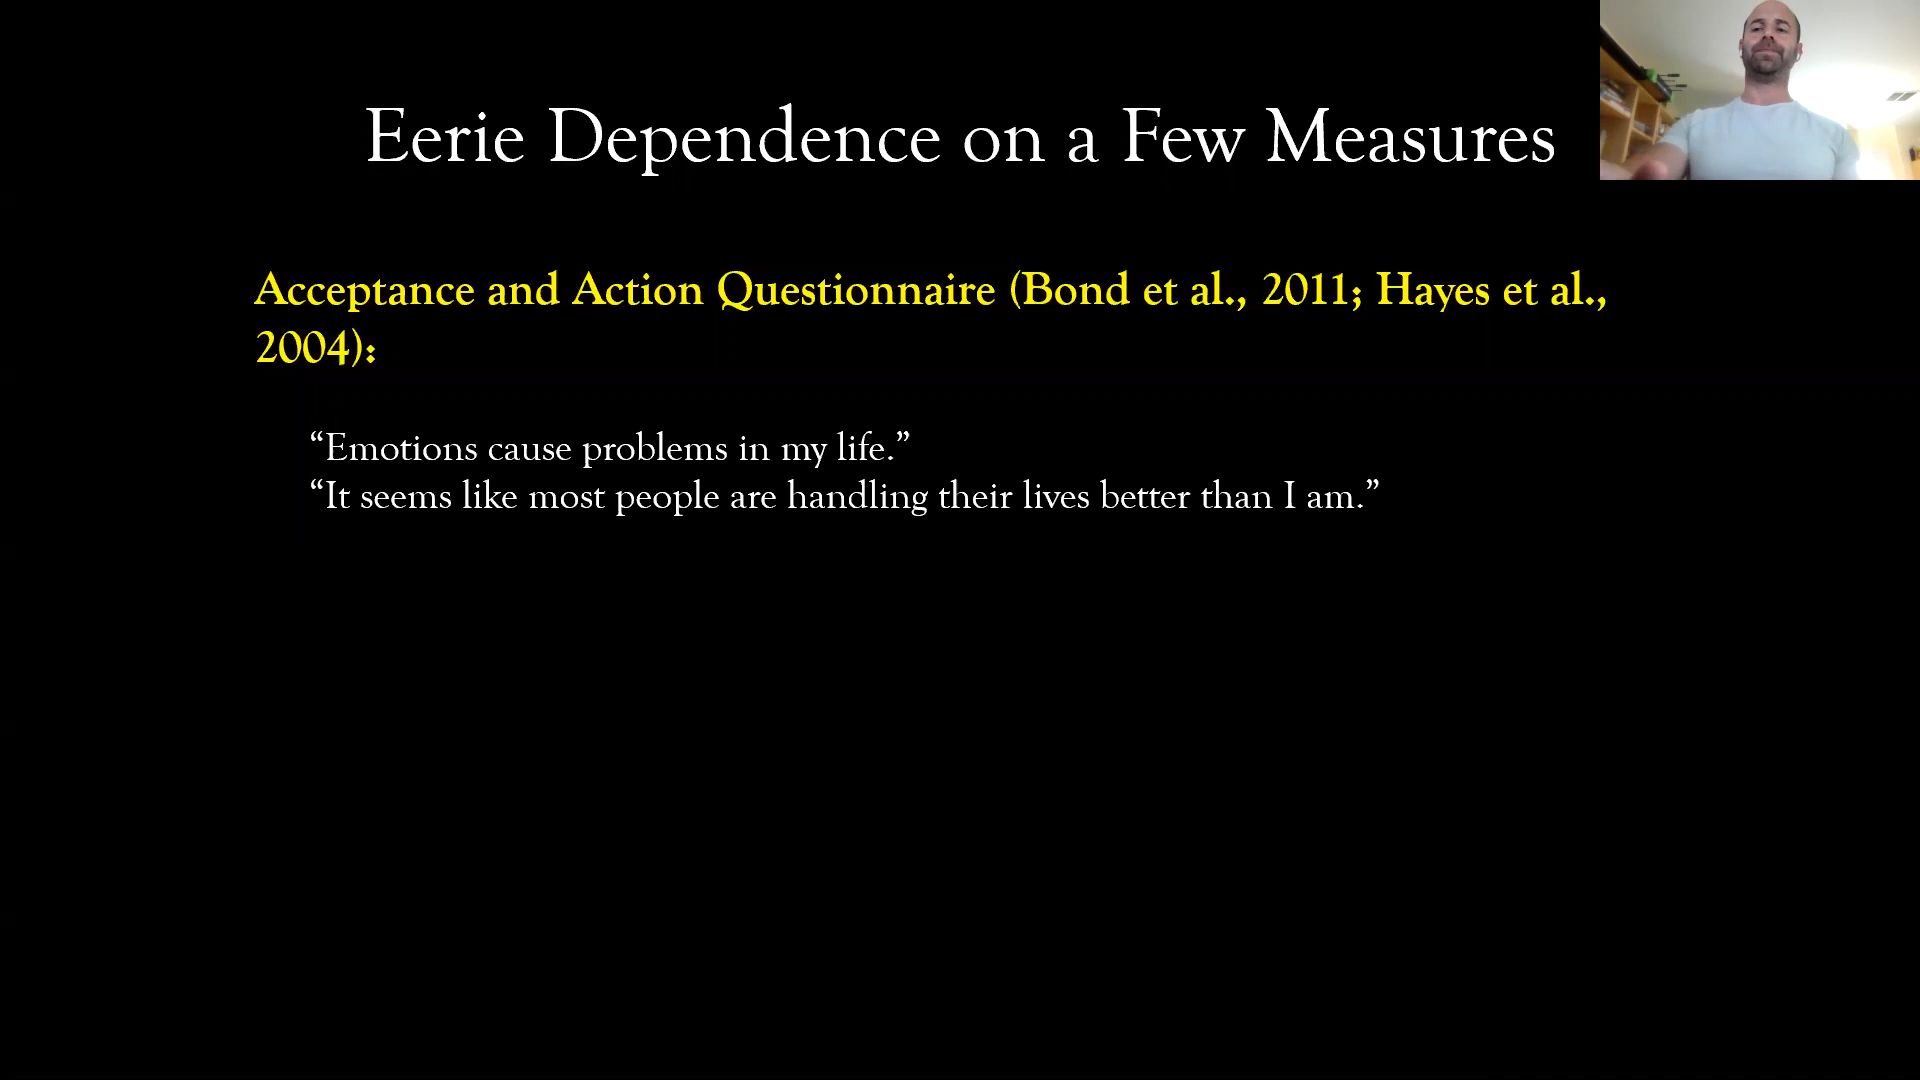 Eerie Dependence on a Few Measures
Acceptance and Action Questionnaire (Bond et al., 2011; Hayes et al.,
2004):
“Emotions cause problems in my life.”
“It seems like most people are handling their lives better than I am.”